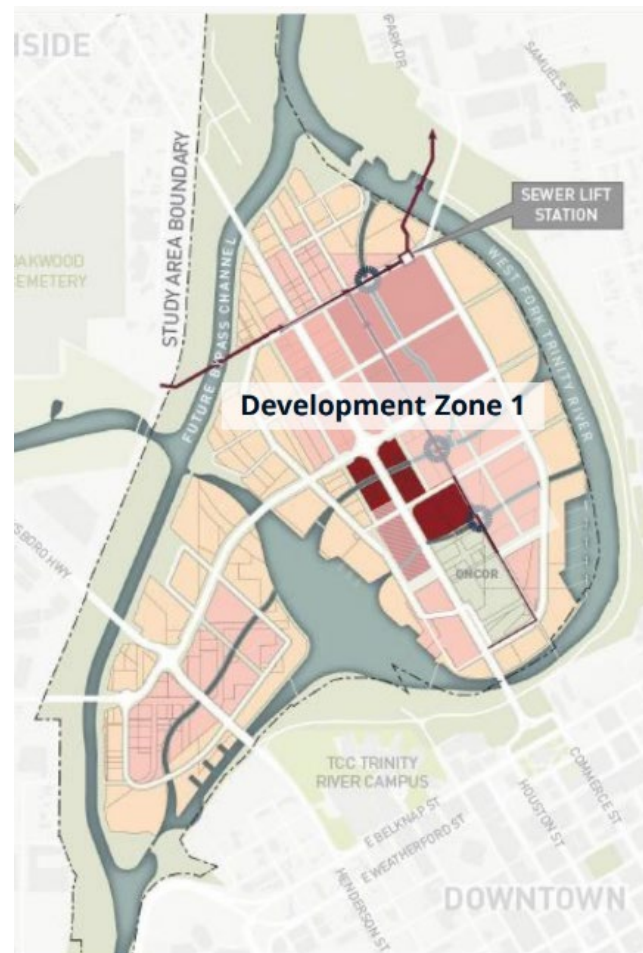 ISIDE
PARK DR
SAMUELS AVE
SEWER LIFT
STATION
OAKWOOD
CEMETERY
STUDY AREA BOUNDARY
FUTURE BYPASS CHANNEL
WEST FORK TRINITY RIVER
Development Zone 1
SBORO HWY
ONCOR
TCC TRINITY
RIVER CAMPUS
COMMERCE ST
HOUSTON ST
E BELKNAP ST
E WEATHERFORD ST
HENDERSON ST
DOWNTOWN